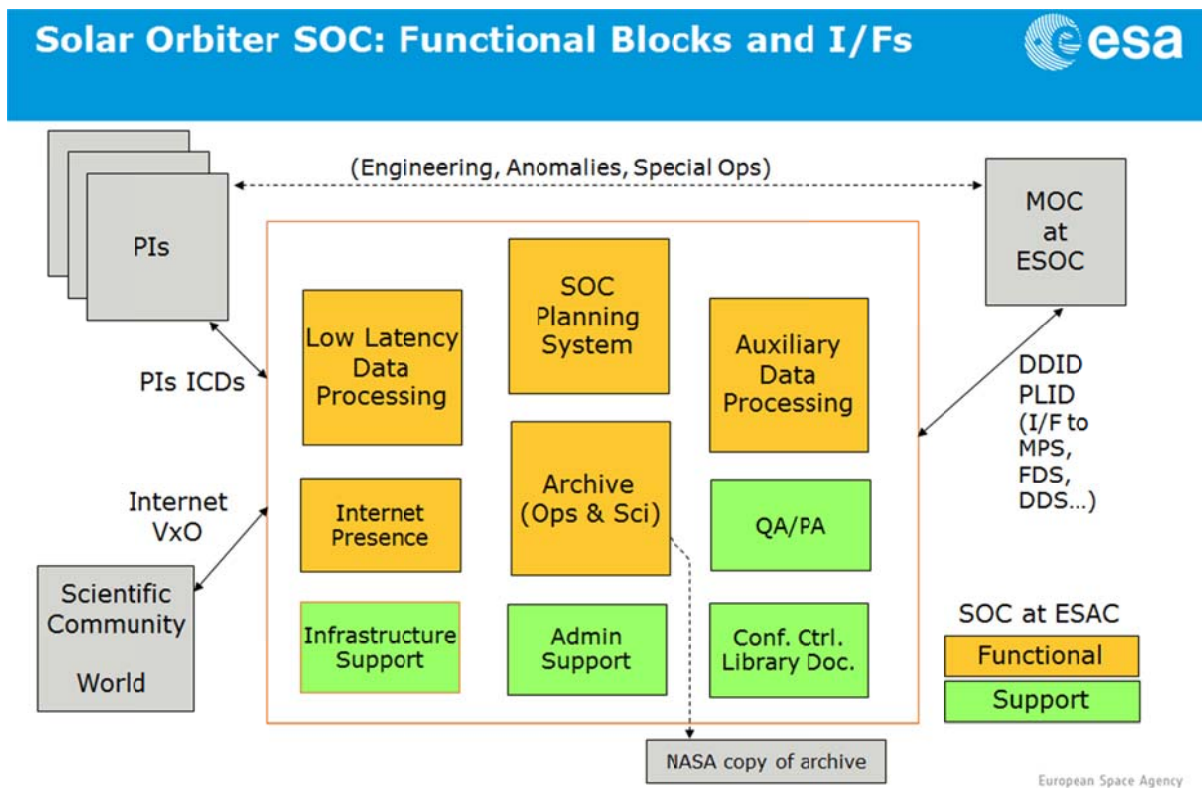 Solar Orbiter SOC: Functional Blocks and I/Fs
esa
(Engineering, Anomalies, Special Ops)
PIs
MOC
at
ESOC
SOC
Planning
System
Low Latency
Data
Processing
Auxiliary
Data
Processing
PIs ICDs
DDID
PLID
(I/F to
MPS,
FDS,
DDS...)
Archive
(Ops & Sci)
Internet
VxO
Internet
Presence
QA/PA
Scientific
Community
World
Infrastructure
Support
Admin
Support
Conf. Ctrl.
Library Doc.
SOC at ESAC
Functional
Support
NASA copy of archive
European Space Agency